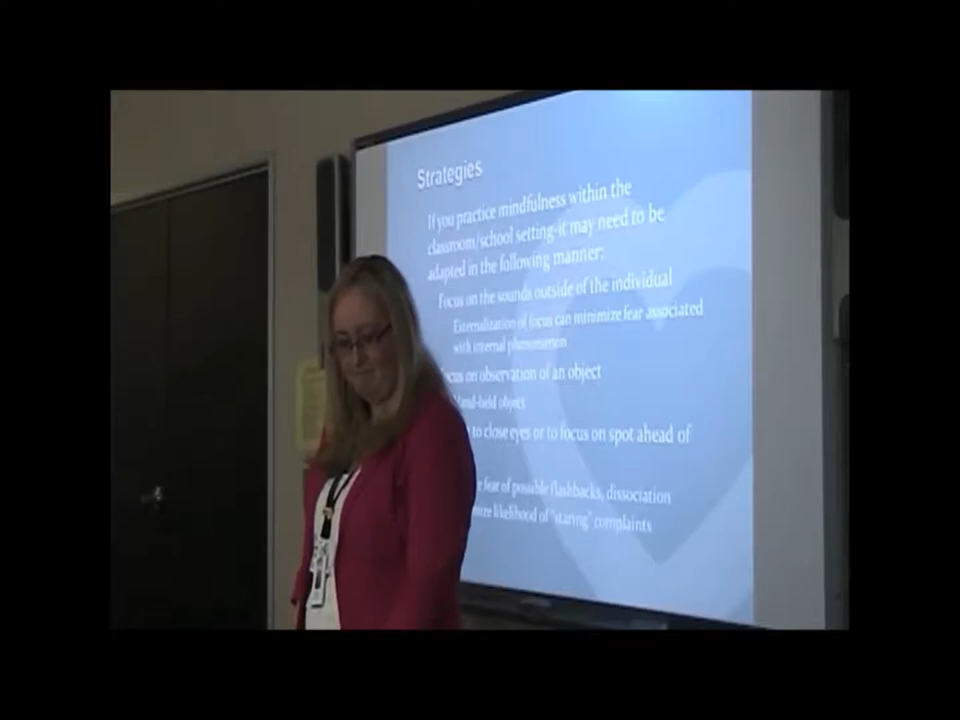 Strategies
If you practice mindfulness within the
classroom/school setting-it may need to be
adapted in the following manner:
Focus on the sounds outside of the individual
Externalization of focus can minimize fear associated
with internal phenomenon
ocus on observation of an object
and-held object
to close eyes or to focus on spot ahead of
fear of possible flashbacks, dissociation
mize likelihood of "staring" complaints